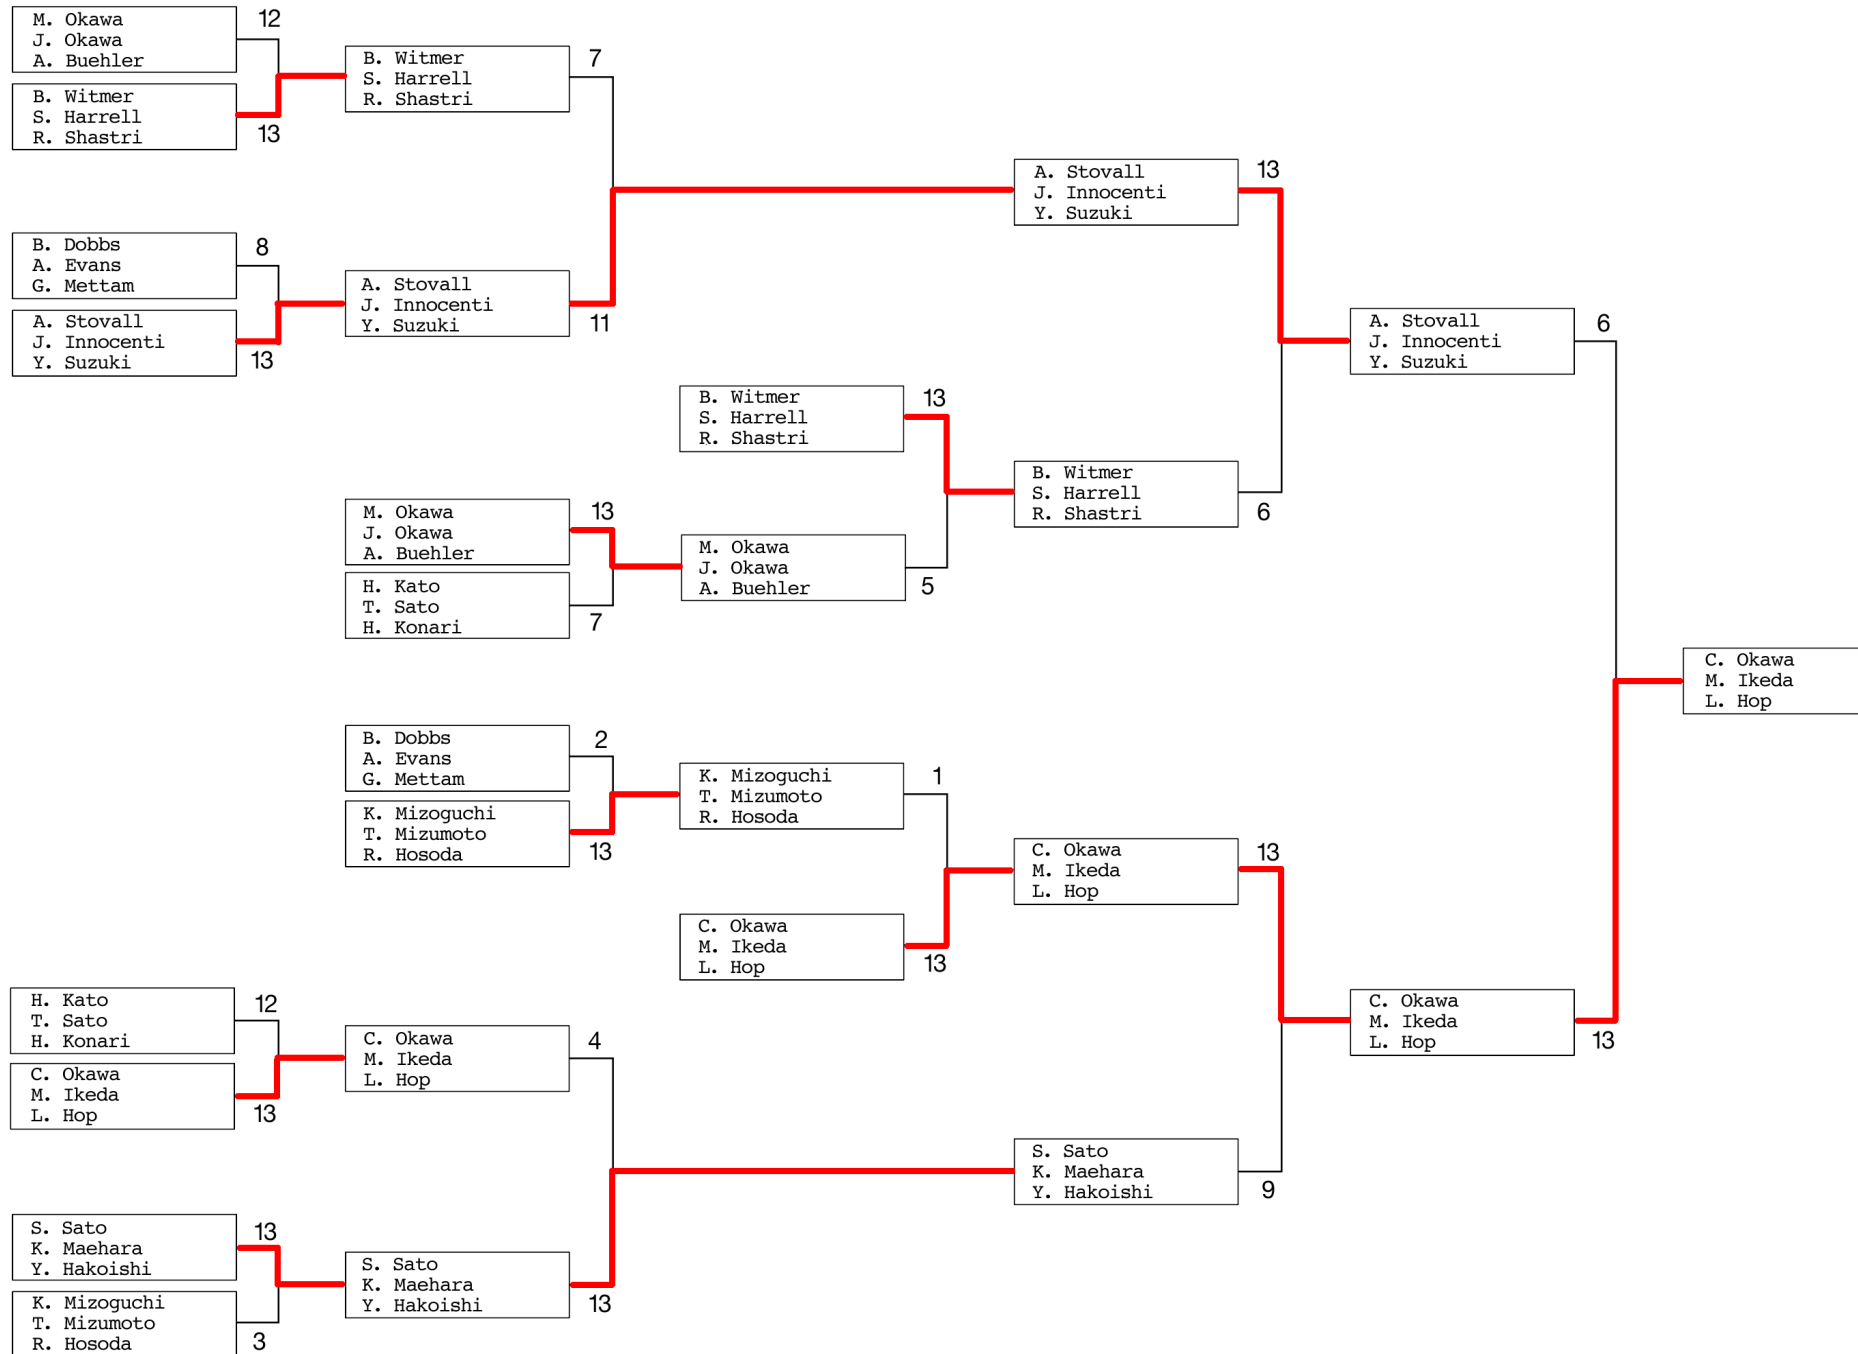 M. Okawa
J. Okawa
A. Buehler
12
B. Witmer
S. Harrell
R. Shastri
13
B. Dobbs
A. Evans
G. Mettam
8
A. Stovall
J. Innocenti
Y. Suzuki
13
H. Kato
T. Sato
H. Konari
12
C. Okawa
M. Ikeda
L. Hop
13
S. Sato
K. Maehara
Y. Hakoishi
13
K. Mizoguchi
T. Mizumoto
R. Hosoda
3
B. Witmer
S. Harrell
R. Shastri
7
A. Stovall
J. Innocenti
Y. Suzuki
11
M. Okawa
J. Okawa
A. Buehler
13
H. Kato
T. Sato
H. Konari
7
B. Dobbs
A. Evans
G. Mettam
2
K. Mizoguchi
T. Mizumoto
R. Hosoda
13
C. Okawa
M. Ikeda
L. Hop
4
S. Sato
K. Maehara
Y. Hakoishi
13
B. Witmer
S. Harrell
R. Shastri
13
M. Okawa
J. Okawa
A. Buehler
5
K. Mizoguchi
T. Mizumoto
R. Hosoda
1
C. Okawa
M. Ikeda
L. Hop
13
A. Stovall
J. Innocenti
Y. Suzuki
13
B. Witmer
S. Harrell
R. Shastri
6
C. Okawa
M. Ikeda
L. Hop
13
S. Sato
K. Maehara
Y. Hakoishi
9
A. Stovall
J. Innocenti
Y. Suzuki
6
C. Okawa
M. Ikeda
L. Hop
13
C. Okawa
M. Ikeda
L. Hop